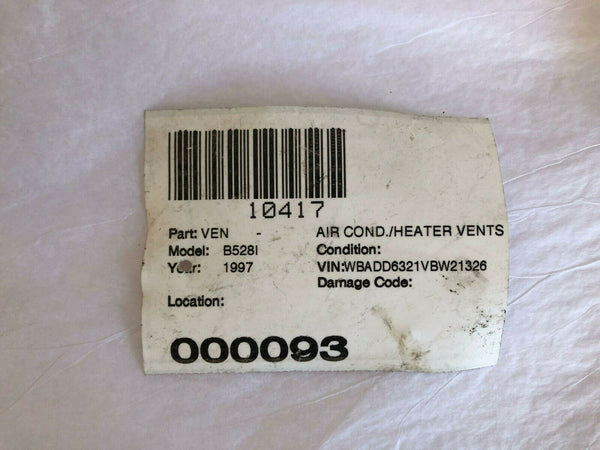 10417
Part: VEN - AIR COND./HEATER VENTS
Model: B528I Condition:
Year: 1997 VIN:WBADD6321VBW21326
Damage Code:
Location:
000093